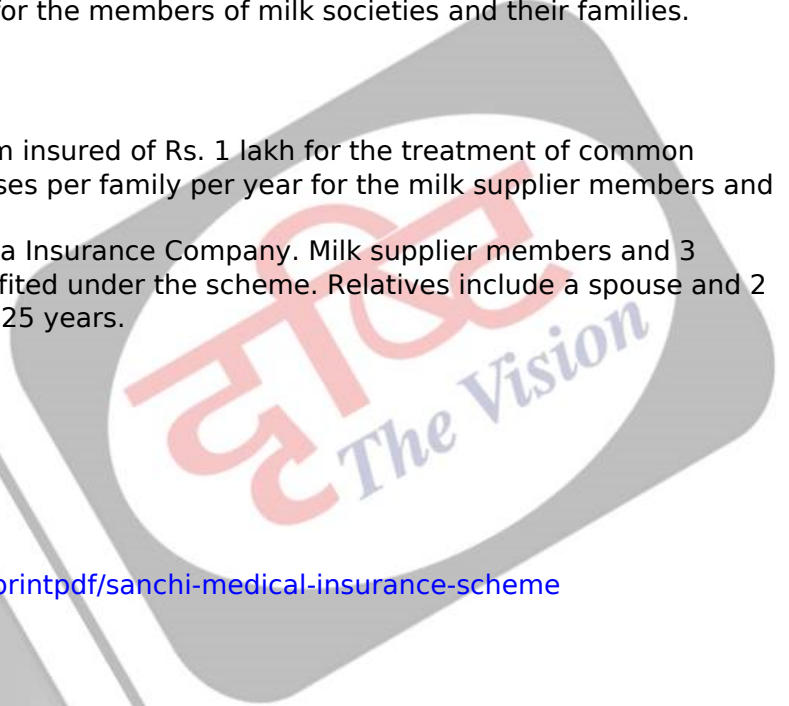 for the members of milk societies and their families.
m insured of Rs. 1 lakh for the treatment of common
ses per family per year for the milk supplier members and
a Insurance Company. Milk supplier members and 3
fited under the scheme. Relatives include a spouse and 2
25 years.
दृष्टि
The Vision
printpdf/sanchi-medical-insurance-scheme